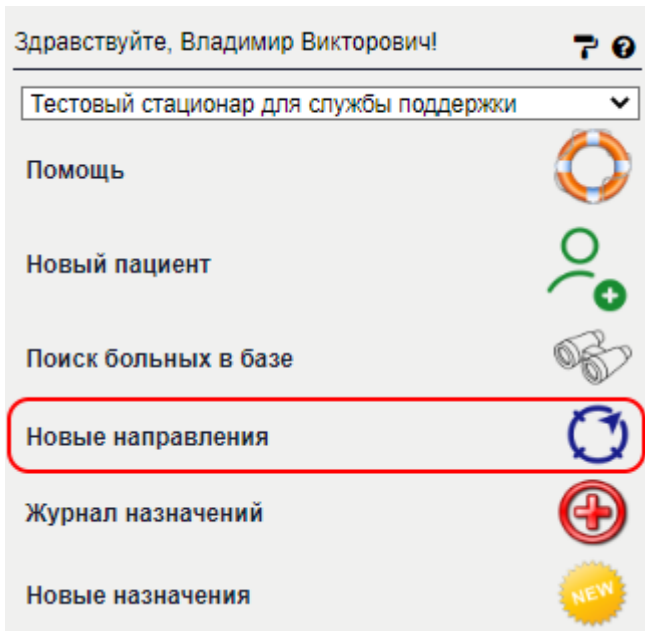 Здравствуйте, Владимир Викторович!
Тестовый стационар для службы поддержки
Помощь
Новый пациент
Поиск больных в базе
Новые направления
Журнал назначений
Новые назначения
NEW